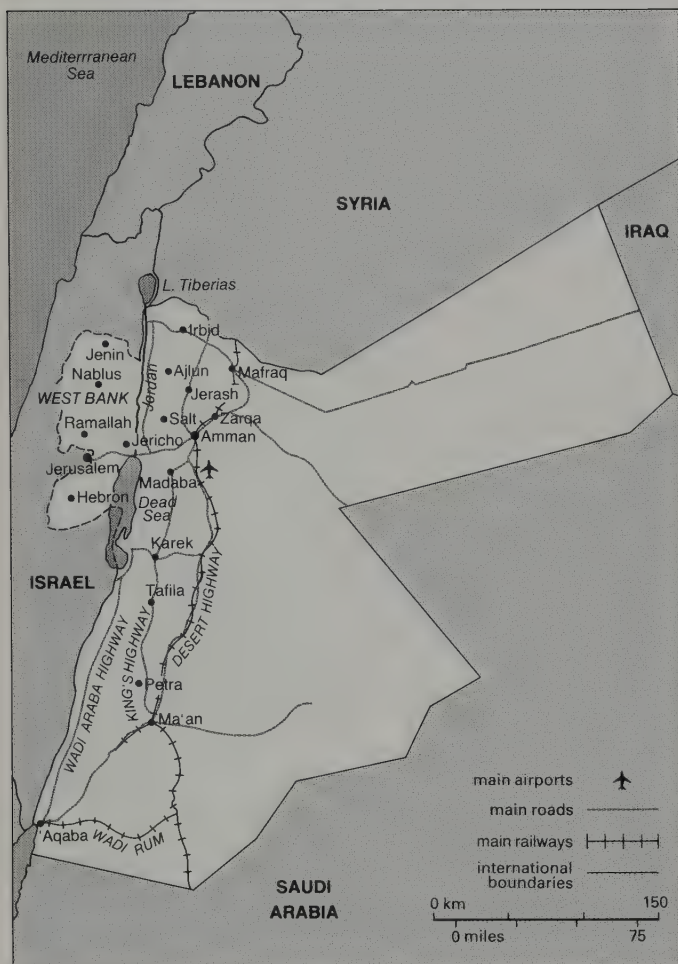 Mediterrranean
Sea
LEBANON
SYRIA
IRAQ
L. Tiberias
Irbid
Jenin
Nablus
WEST BANK
Jordan
Ajlun
Mafraq
Jerash
Ramallah
Salt
Zarqa
Jericho
Amman
Jerusalem
Madaba
Hebron
Dead
Sea
Karek
ISRAEL
Tafila
WADI ARABA HIGHWAY
KING'S HIGHWAY
DESERT HIGHWAY
Petra
Ma'an
'Aqaba
WADI RUM
SAUDI
ARABIA
main airports
main roads
main railways
international
boundaries
0 km 150
0 miles 75